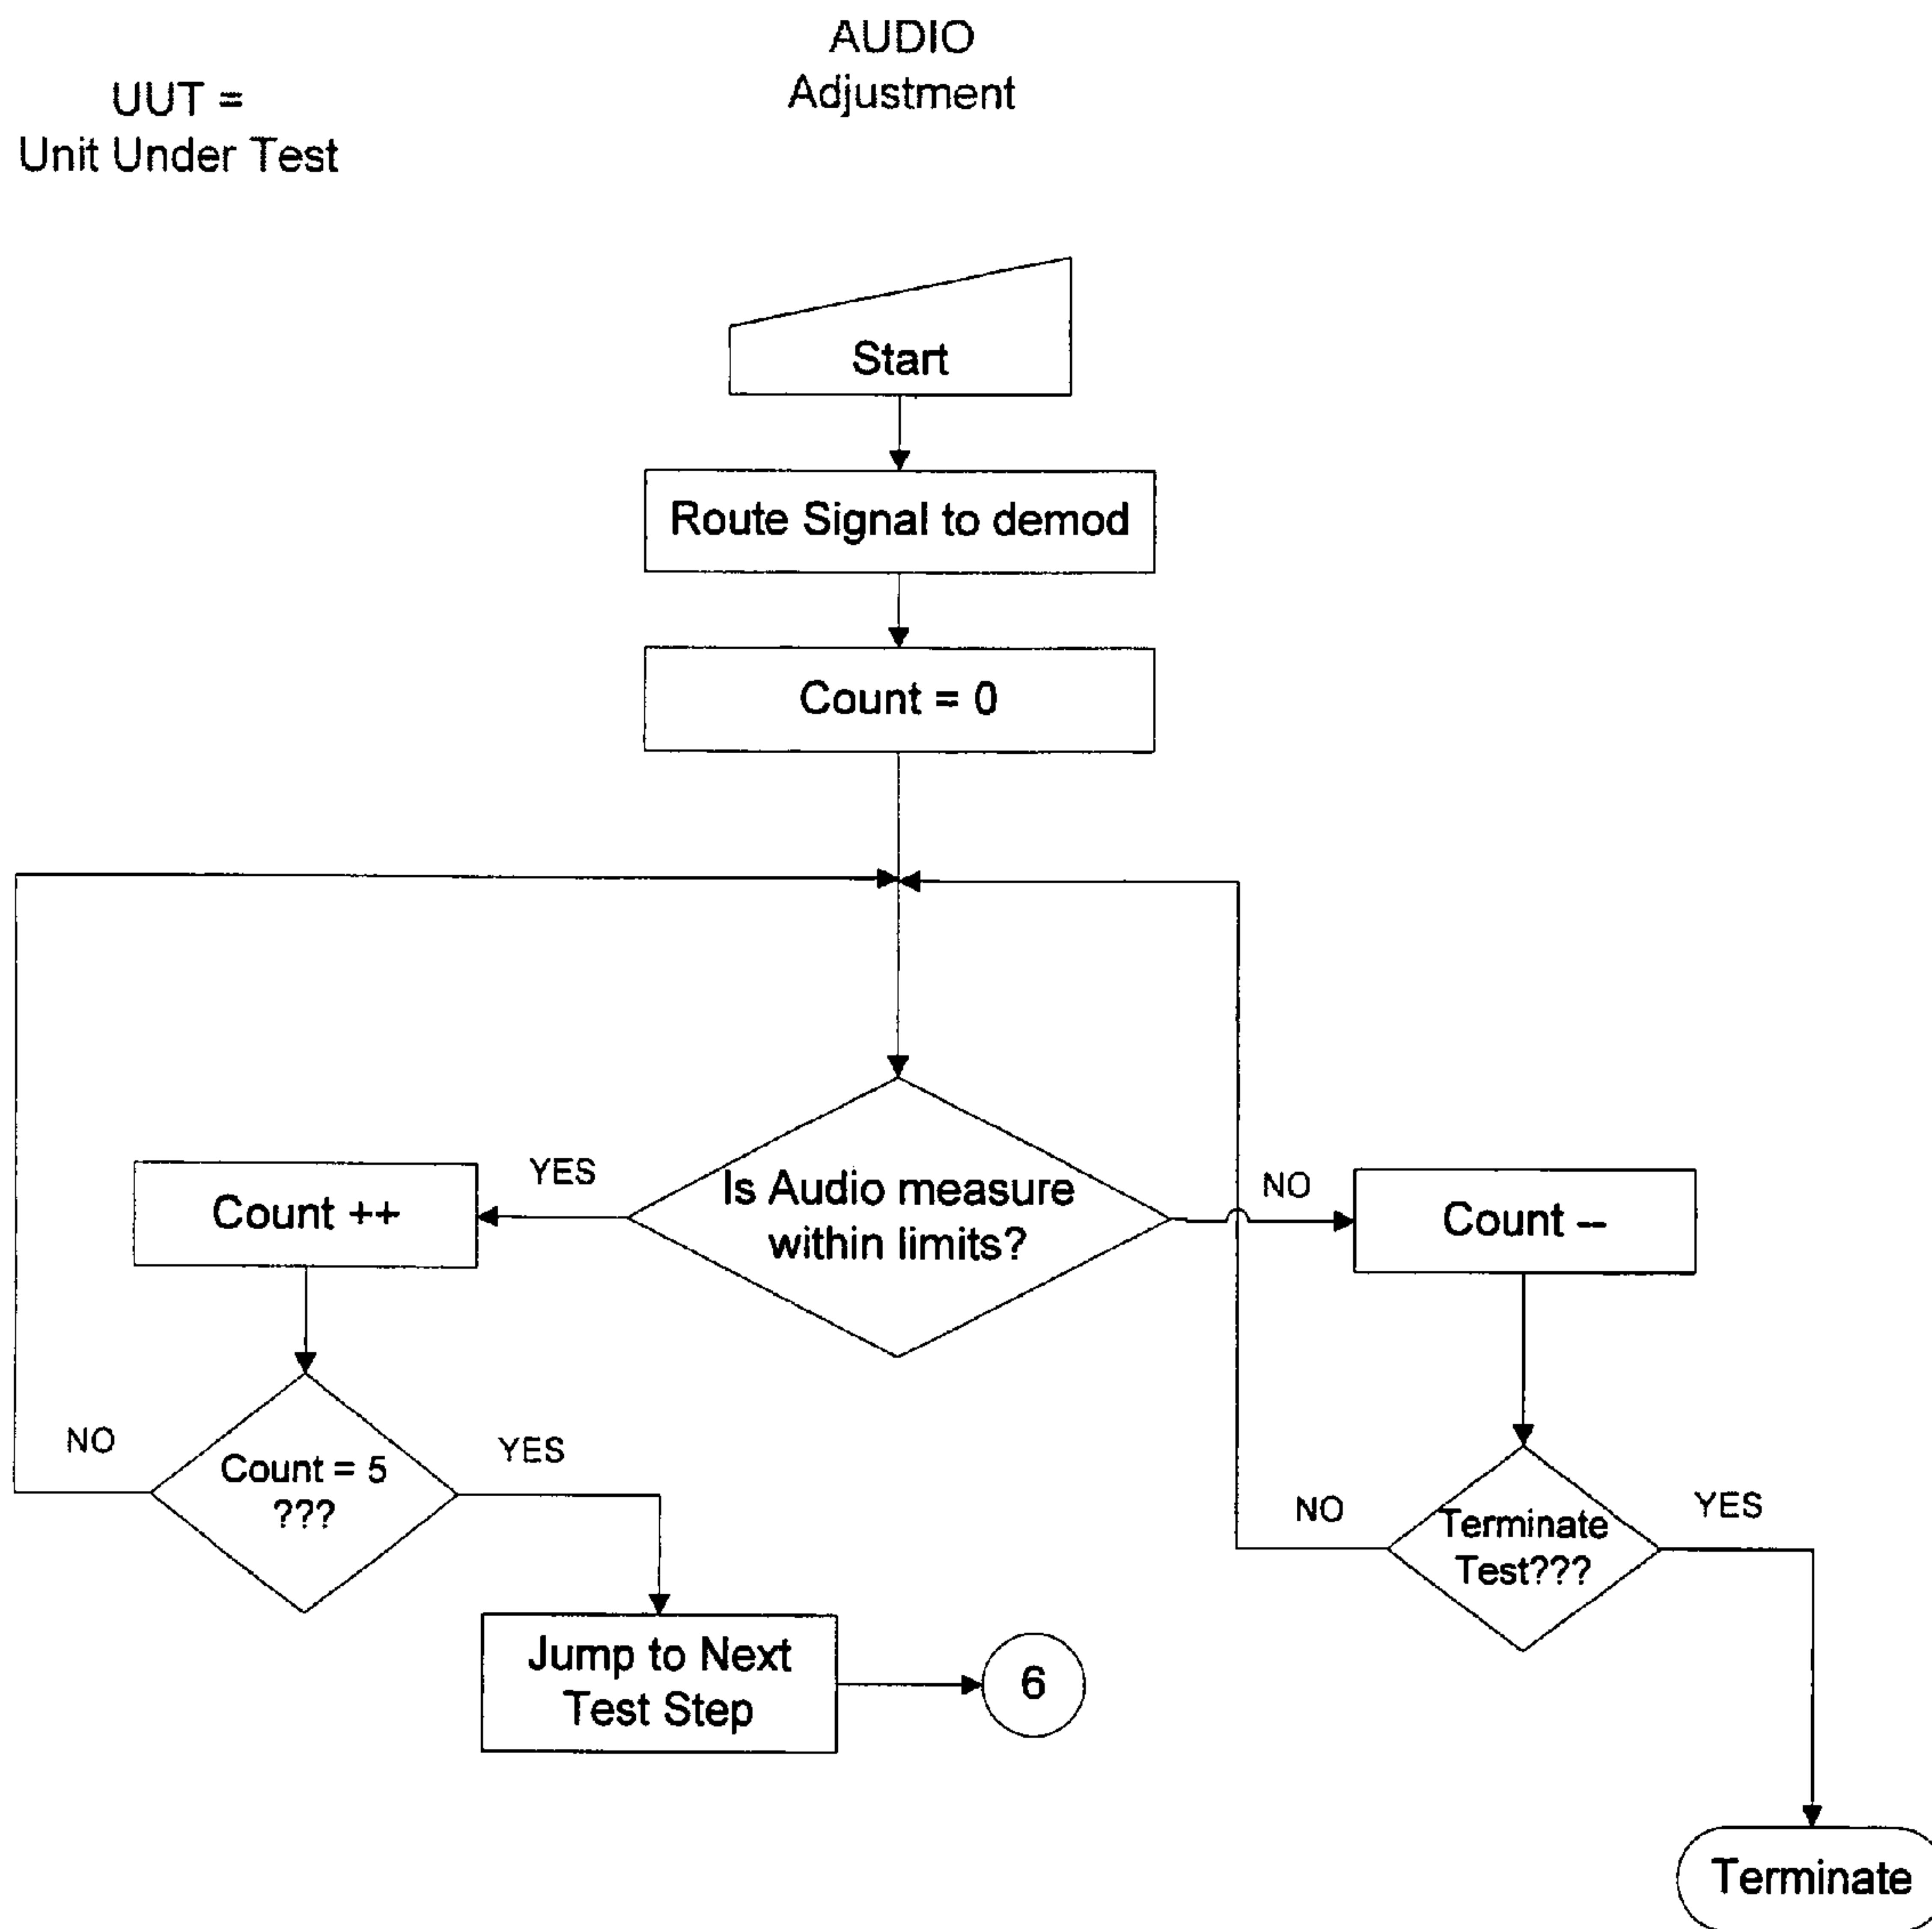 AUDIO
Adjustment
UUT =
Unit Under Test
Start
Route Signal to demod
Count = 0
YES
Is Audio measure
within limits?
NO
Count ++
Count --
NO
Count = 5
???
YES
NO
Terminate
Test???
YES
Jump to Next
Test Step
6
Terminate